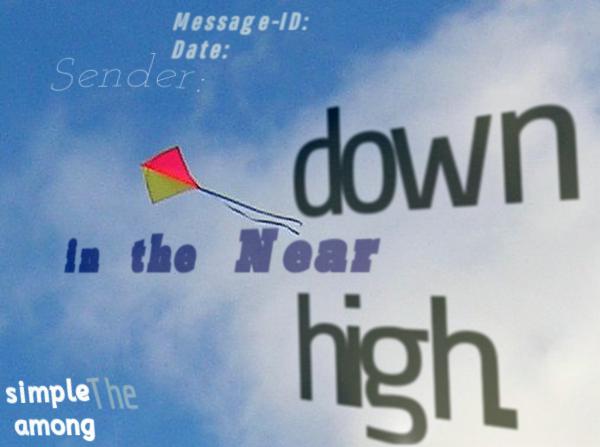 Message-ID:
Date:
Sender:
down
in the Near
high.
simple The
among